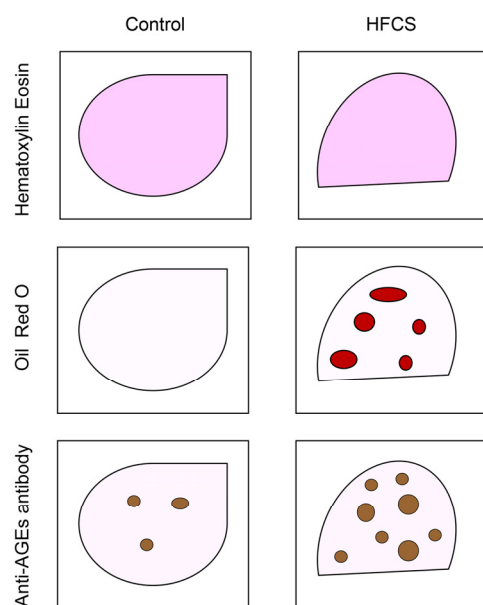 Control
HFCS
Hematoxylin Eosin
Oil Red O
Anti-AGEs antibody